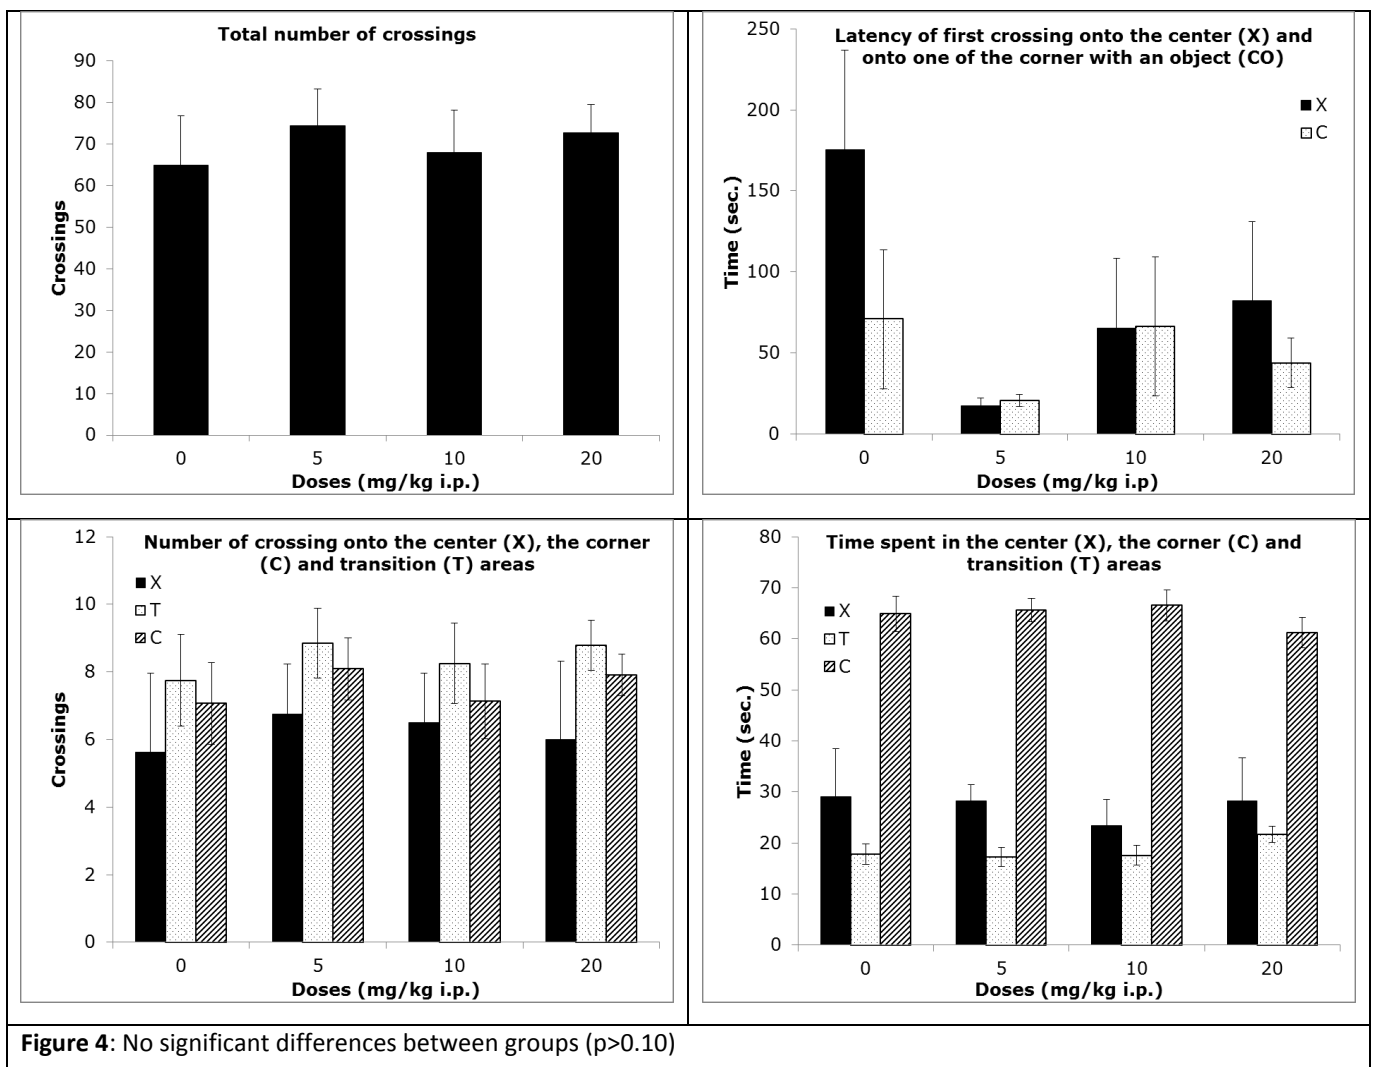 Total number of crossings
90
80
70
60
50
40
30
20
10
0
Crossings
0 5 10 20
Doses (mg/kg i.p.)
Latency of first crossing onto the center (X) and
onto one of the corner with an object (CO)
250
200
150
100
50
0
Time (sec.)
X
C
0 5 10 20
Doses (mg/kg i.p)
Number of crossing onto the center (X), the corner
(C) and transition (T) areas
12
10
8
6
4
2
0
Crossings
X
T
C
0 5 10 20
Doses (mg/kg i.p.)
Time spent in the center (X), the corner (C) and
transition (T) areas
80
70
60
50
40
30
20
10
0
Time (sec.)
X
T
C
0 5 10 20
Doses (mg/kg i.p.)
Figure 4: No significant differences between groups (p>0.10)